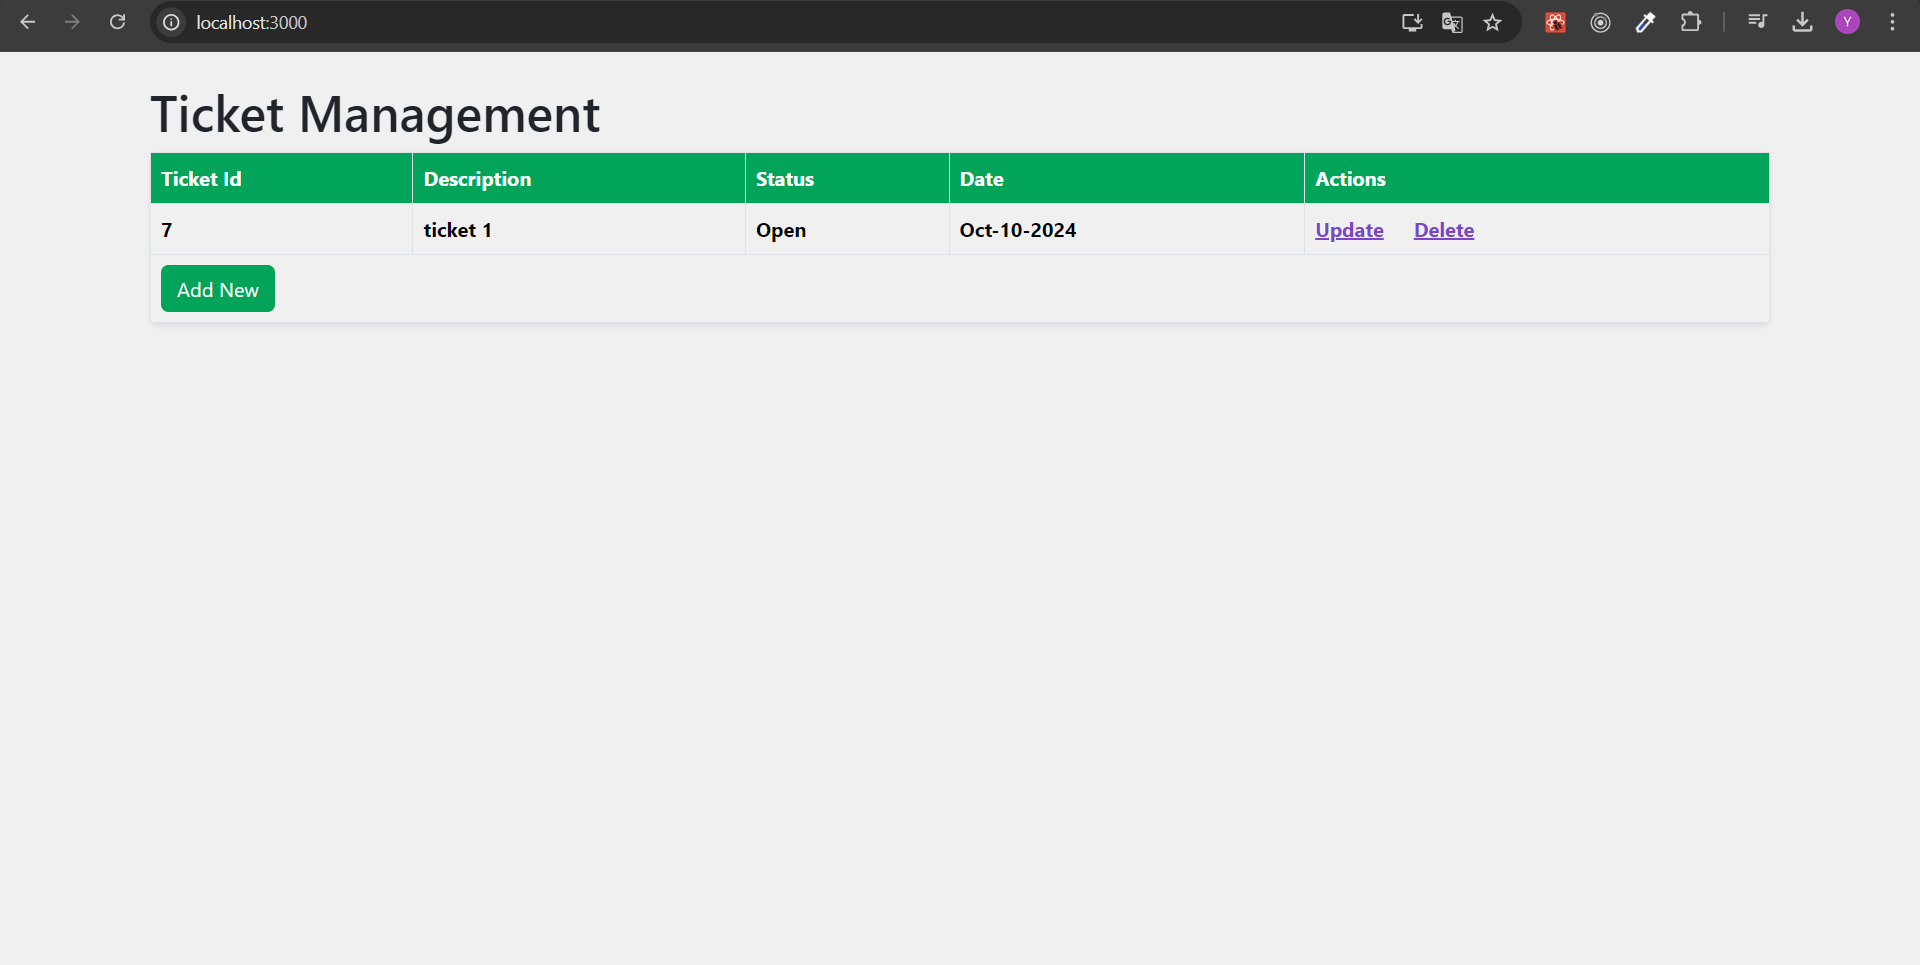 localhost:3000
Y
Ticket Management
Ticket Id Description Status Date Actions
7 ticket 1 Open Oct-10-2024 Update Delete
Add New